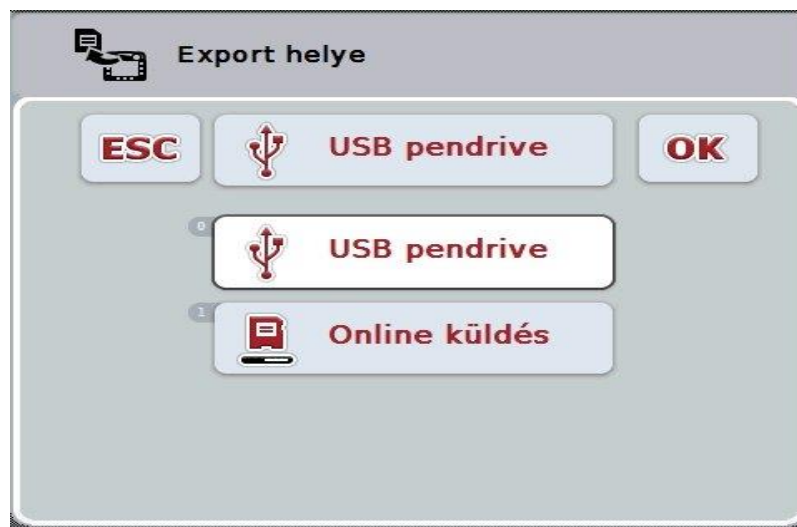 Export helye
ESC
USB pendrive
OK
0
USB pendrive
1
Online küldés